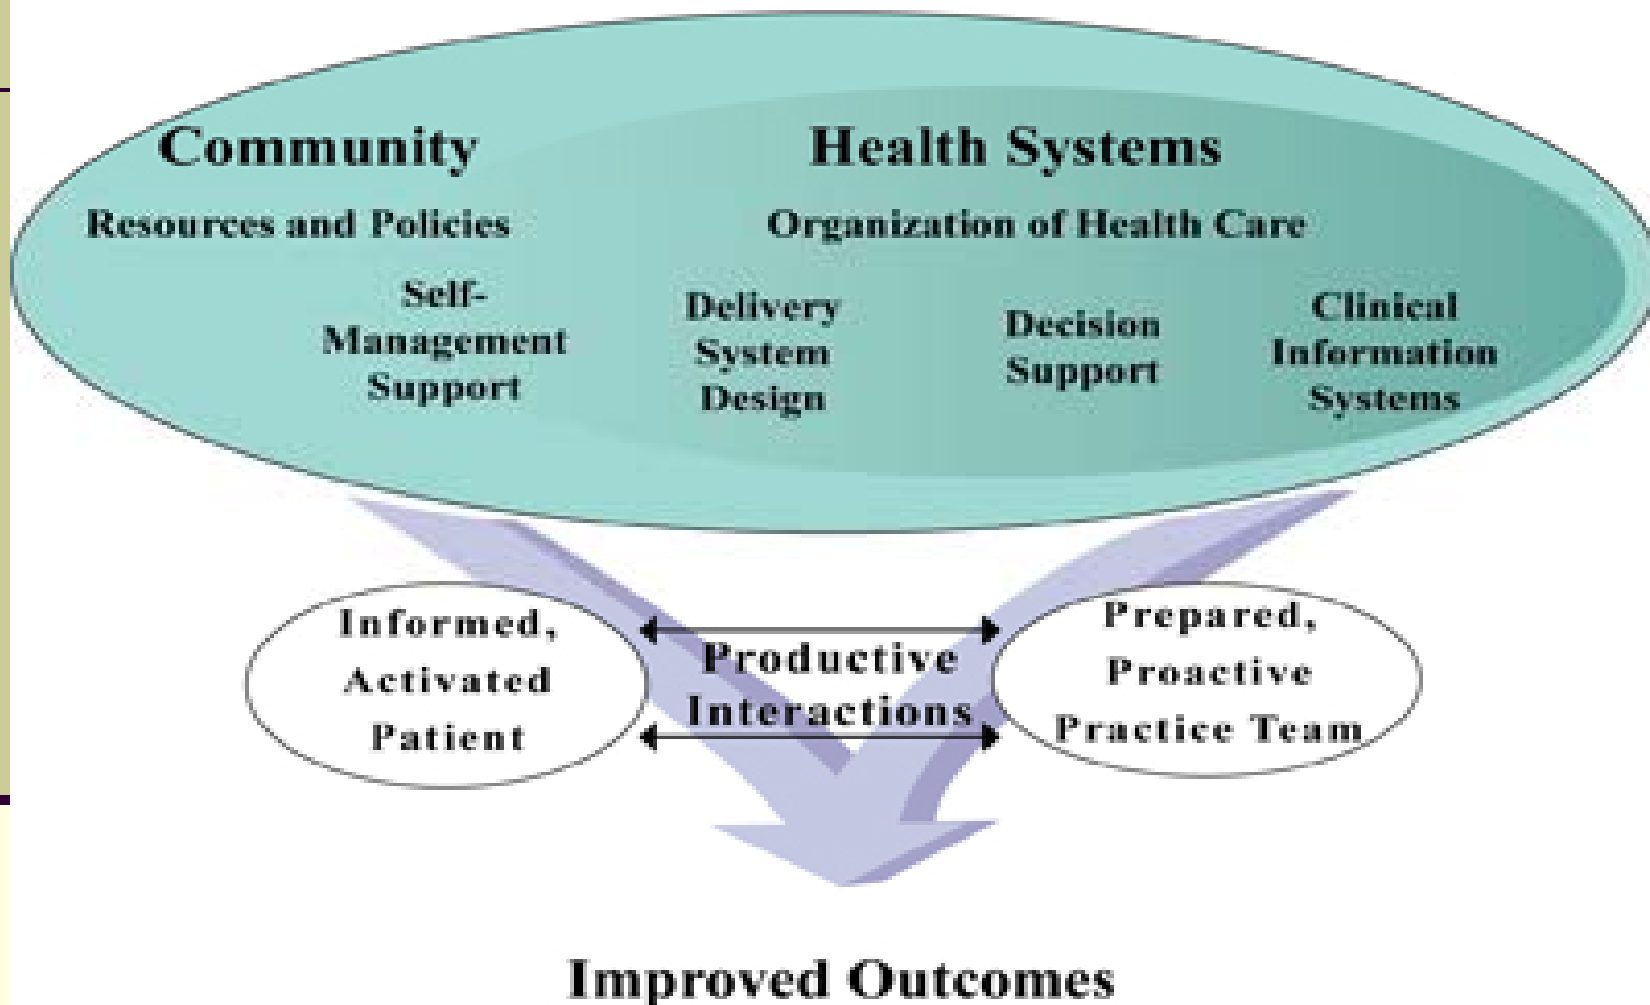 Community
Health Systems
Resources and Policies
Organization of Health Care
Self-
Management
Support
Delivery
System
Design
Decision
Support
Clinical
Information
Systems
Informed,
Activated
Patient
Productive
Interactions
Prepared,
Proactive
Practice Team
Improved Outcomes